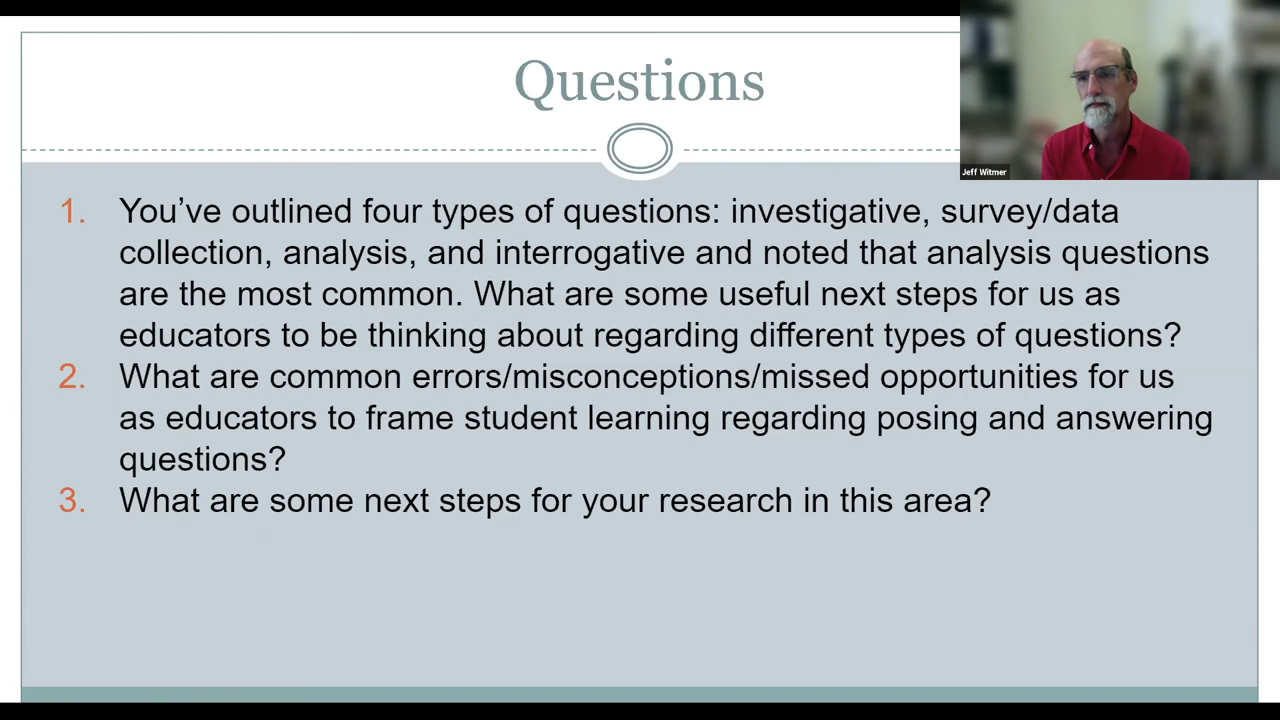 Questions
Jeff Witmer
1. You’ve outlined four types of questions: investigative, survey/data
collection, analysis, and interrogative and noted that analysis questions
are the most common. What are some useful next steps for us as
educators to be thinking about regarding different types of questions?
2. What are common errors/misconceptions/missed opportunities for us
as educators to frame student learning regarding posing and answering
questions?
3. What are some next steps for your research in this area?